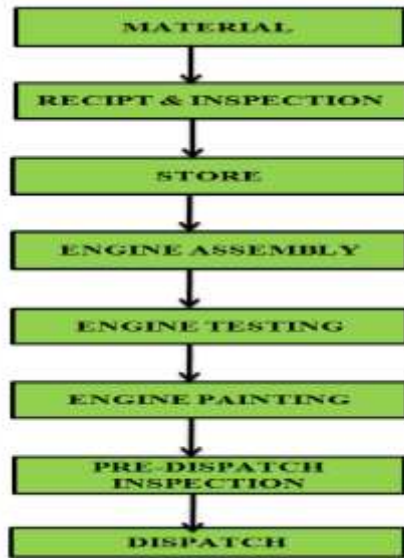 MATERIAL
RECIPT & INSPECTION
STORE
ENGINE ASSEMBLY
ENGINE TESTING
ENGINE PAINTING
PRE-DISPATCH
INSPECTION
DISPATCH